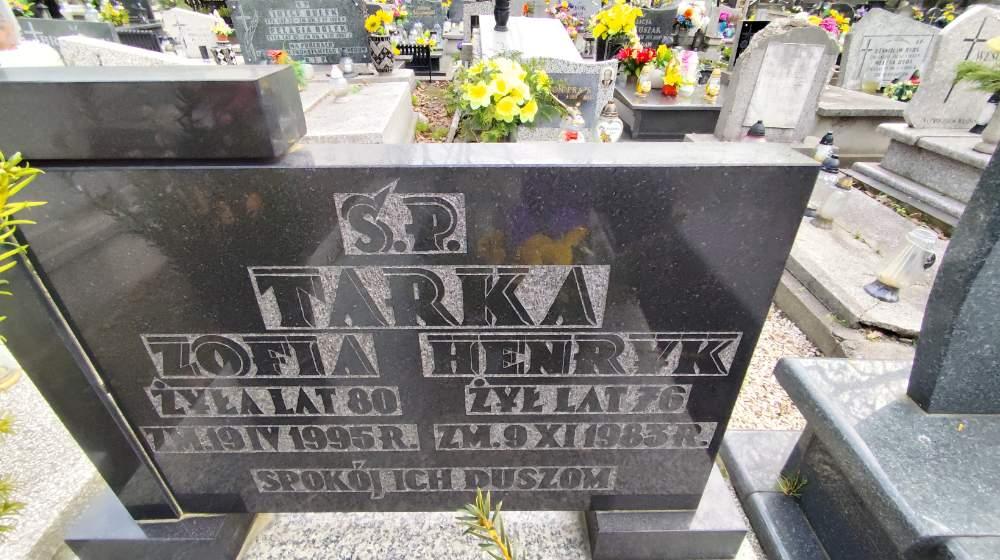 Ś.P.
TARKA
ZOFIA HENRYK
ŻYŁA LAT 80 ŻYŁ LAT 76
ZM. 19 IV 1995 R. ZM. 9 XI 1983 R.
SPOKÓJ ICH DUSZOM